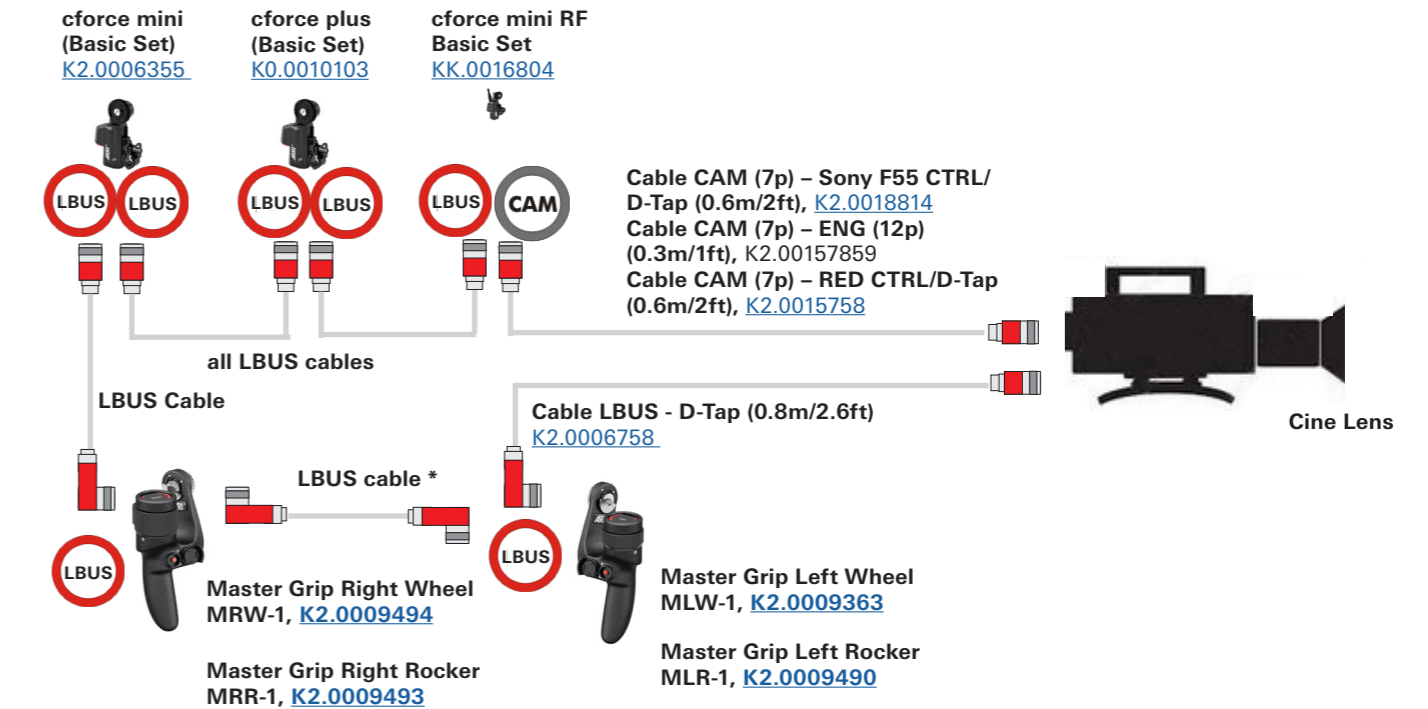 cforce mini
(Basic Set)
K2.0006355
cforce plus
(Basic Set)
K0.0010103
cforce mini RF
Basic Set
KK.0016804
LBUS
LBUS
LBUS
LBUS
LBUS
CAM
Cable CAM (7p) – Sony F55 CTRL/
D-Tap (0.6m/2ft), K2.0018814
Cable CAM (7p) – ENG (12p)
(0.3m/1ft), K2.00157859
Cable CAM (7p) – RED CTRL/D-Tap
(0.6m/2ft), K2.0015758
all LBUS cables
LBUS Cable
Cable LBUS - D-Tap (0.8m/2.6ft)
K2.0006758
Cine Lens
LBUS cable *
LBUS
LBUS
Master Grip Right Wheel
MRW-1, K2.0009494
Master Grip Right Rocker
MRR-1, K2.0009493
Master Grip Left Wheel
MLW-1, K2.0009363
Master Grip Left Rocker
MLR-1, K2.0009490